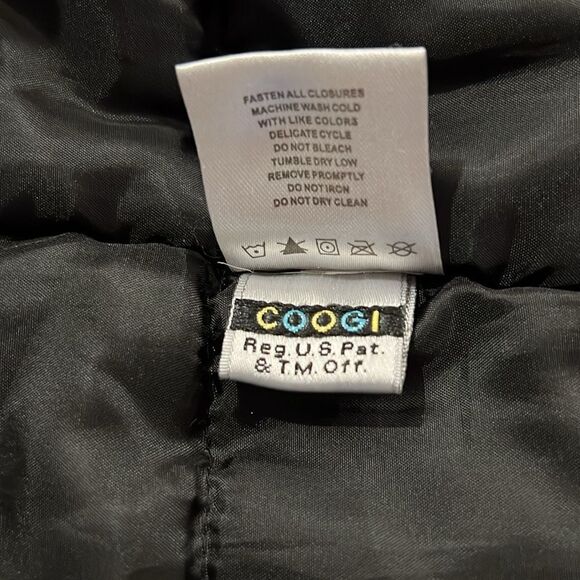 FASTEN ALL CLOSURES
MACHINE WASH COLD
WITH LIKE COLORS
DELICATE CYCLE
DO NOT BLEACH
TUMBLE DRY LOW
REMOVE PROMPTLY
DO NOT IRON
DO NOT DRY CLEAN
COOGI
Reg. U.S. Pat.
& T.M. Off.